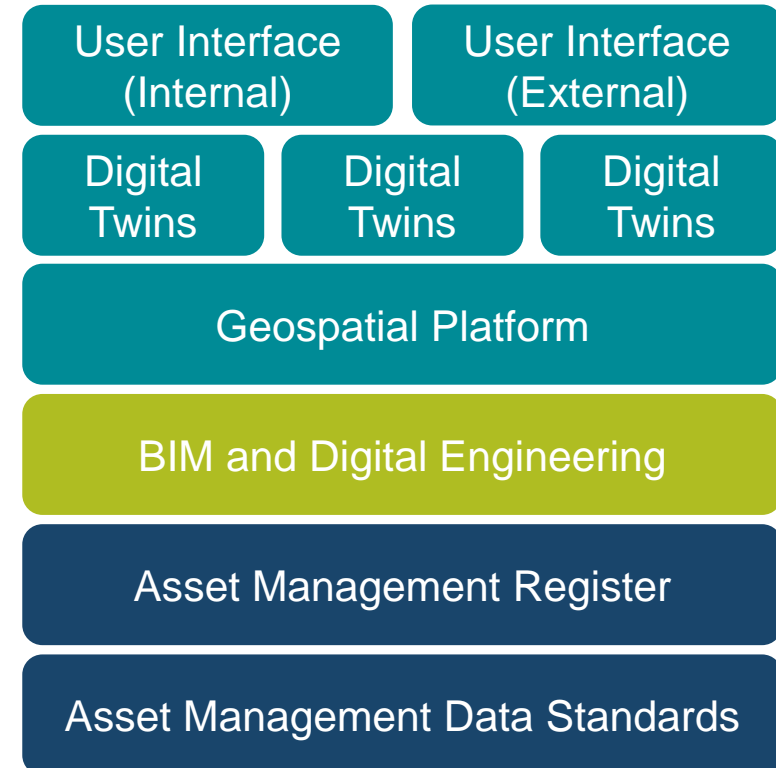 User Interface
(Internal)
User Interface
(External)
Digital
Twins
Digital
Twins
Digital
Twins
Geospatial Platform
BIM and Digital Engineering
Asset Management Register
Asset Management Data Standards